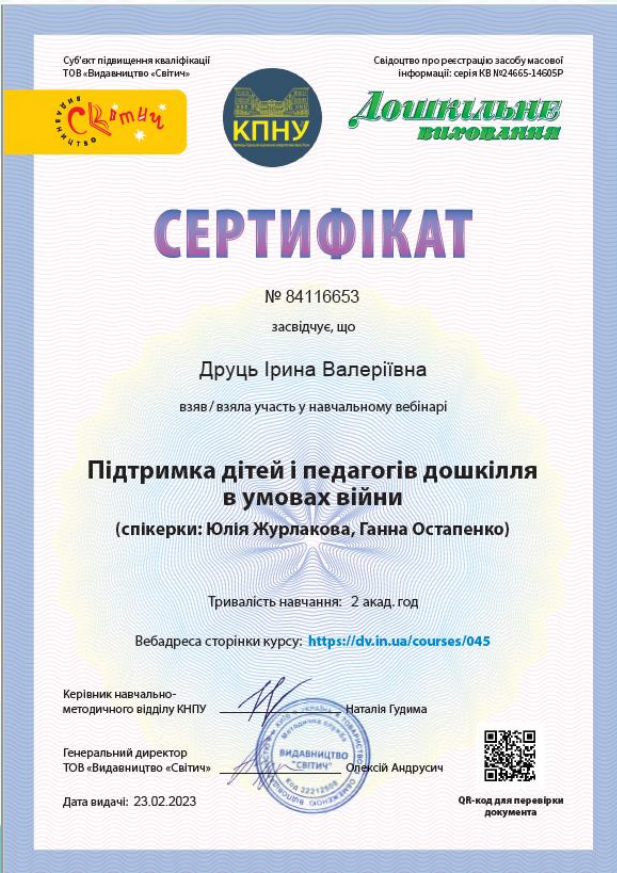 Суб'єкт підвищення кваліфікації
ТОВ «Видавництво «Світич»
Свідоцтво про реєстрацію засобу масової
інформації: серія КВ №24665-14605Р
ВИДАВНИЦТВО
Світич
КПНУ
Дошкільне
виховання
СЕРТИФІКАТ
№ 84116653
засвідчує, що
Друць Ірина Валеріївна
взяв / взяла участь у навчальному вебінарі
Підтримка дітей і педагогів дошкілля
в умовах війни
(спікерки: Юлія Журлакова, Ганна Остапенко)
Тривалість навчання: 2 акад. год
Вебадреса сторінки курсу: https://dv.in.ua/courses/045
Керівник навчально-
методичного відділу КНПУ
Наталія Гудима
Генеральний директор
ТОВ «Видавництво «Світич»
Олексій Андрусич
Методична служба
ВИДАВНИЦТВО
"СВІТИЧ"
Дата видачі: 23.02.2023
QR-код для перевірки
документа